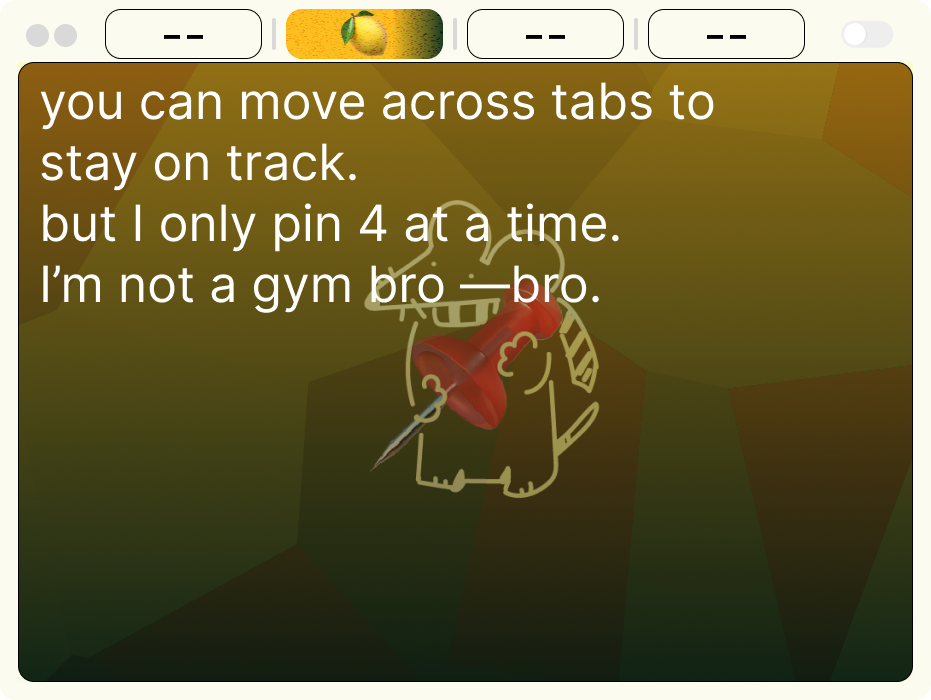 -- -- --
you can move across tabs to
stay on track.
but I only pin 4 at a time.
I’m not a gym bro —bro.